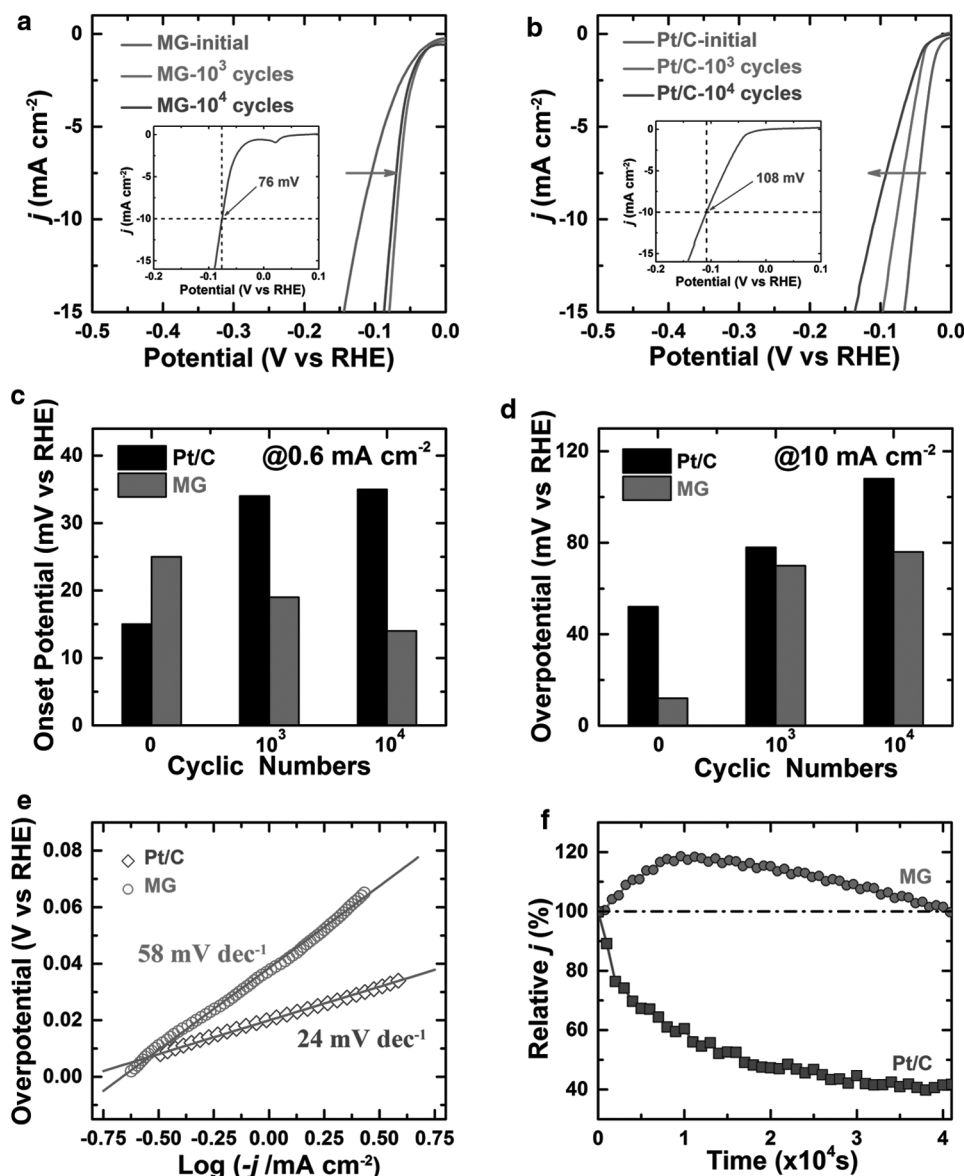 a
MG-initial
MG-10³ cycles
MG-10⁴ cycles
j (mA cm⁻²)
0
-5
-10
-15
-0.5 -0.4 -0.3 -0.2 -0.1 0.0
Potential (V vs RHE)
76 mV
j (mA cm⁻²)
0
-5
-10
-15
-0.2 -0.1 0.0 0.1
Potential (V vs RHE)
b
Pt/C-initial
Pt/C-10³ cycles
Pt/C-10⁴ cycles
j (mA cm⁻²)
0
-5
-10
-15
-0.5 -0.4 -0.3 -0.2 -0.1 0.0
Potential (V vs RHE)
108 mV
j (mA cm⁻²)
0
-5
-10
-15
-0.2 -0.1 0.0 0.1
Potential (V vs RHE)
c
Pt/C
MG
@0.6 mA cm⁻²
Onset Potential (mV vs RHE)
40
30
20
10
0
0 10³ 10⁴
Cyclic Numbers
d
Pt/C
MG
@10 mA cm⁻²
Overpotential (mV vs RHE)
120
80
40
0
0 10³ 10⁴
Cyclic Numbers
e
Pt/C
MG
58 mV dec⁻¹
24 mV dec⁻¹
Overpotential (V vs RHE)
0.08
0.06
0.04
0.02
0.00
-0.75 -0.50 -0.25 0.00 0.25 0.50 0.75
Log (-j /mA cm⁻²)
f
MG
Pt/C
Relative j (%)
120
100
80
60
40
0 1 2 3 4
Time (x10⁴s)